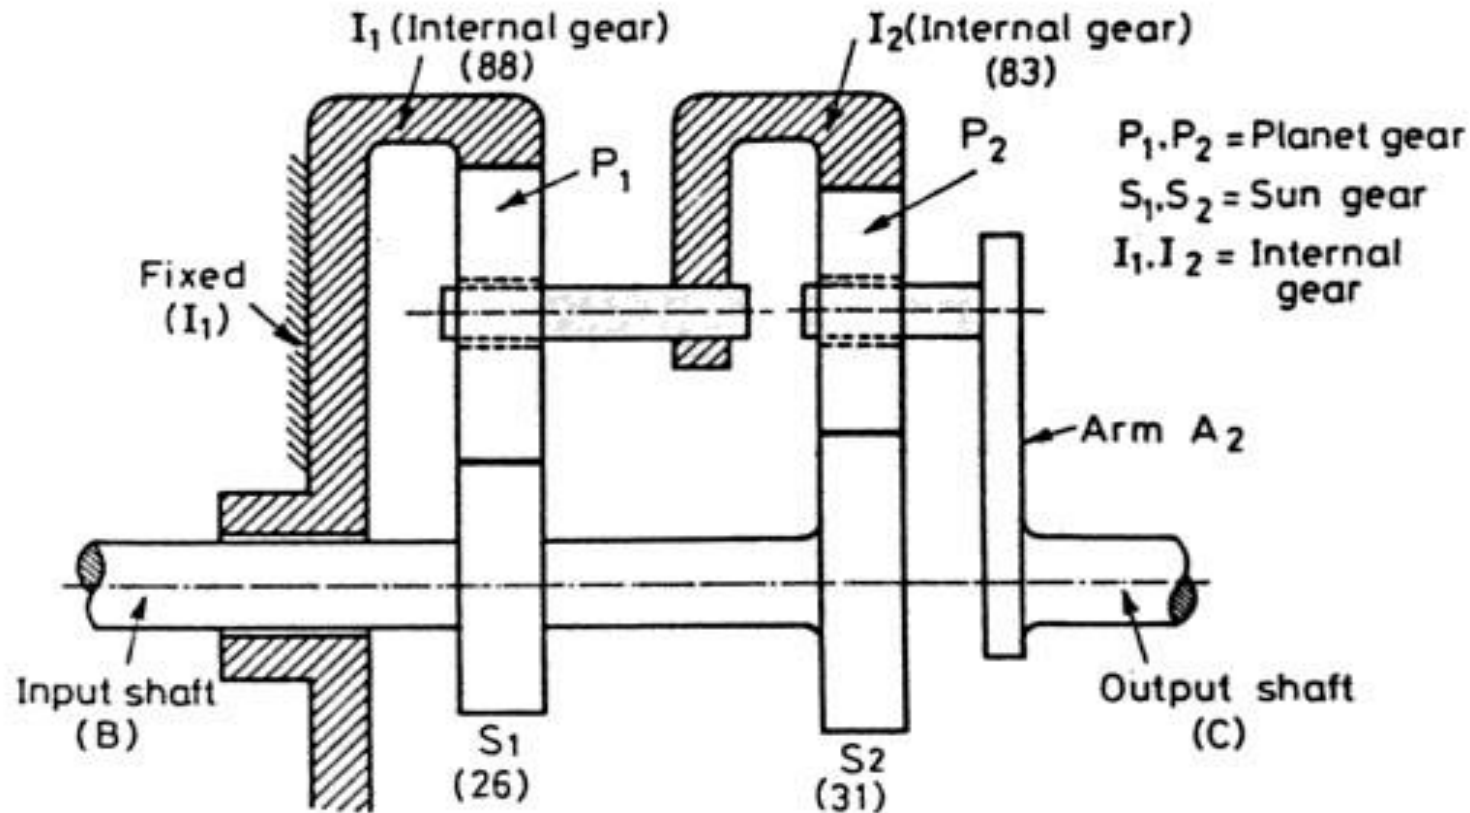 I₁ (Internal gear)
(88)
I₂(Internal gear)
(83)
P₁
P₂
P₁.P₂ = Planet gear
S₁.S₂ = Sun gear
I₁.I₂ = Internal
gear
Fixed
(I₁)
Arm A₂
Input shaft
(B)
S₁
(26)
S₂
(31)
Output shaft
(C)